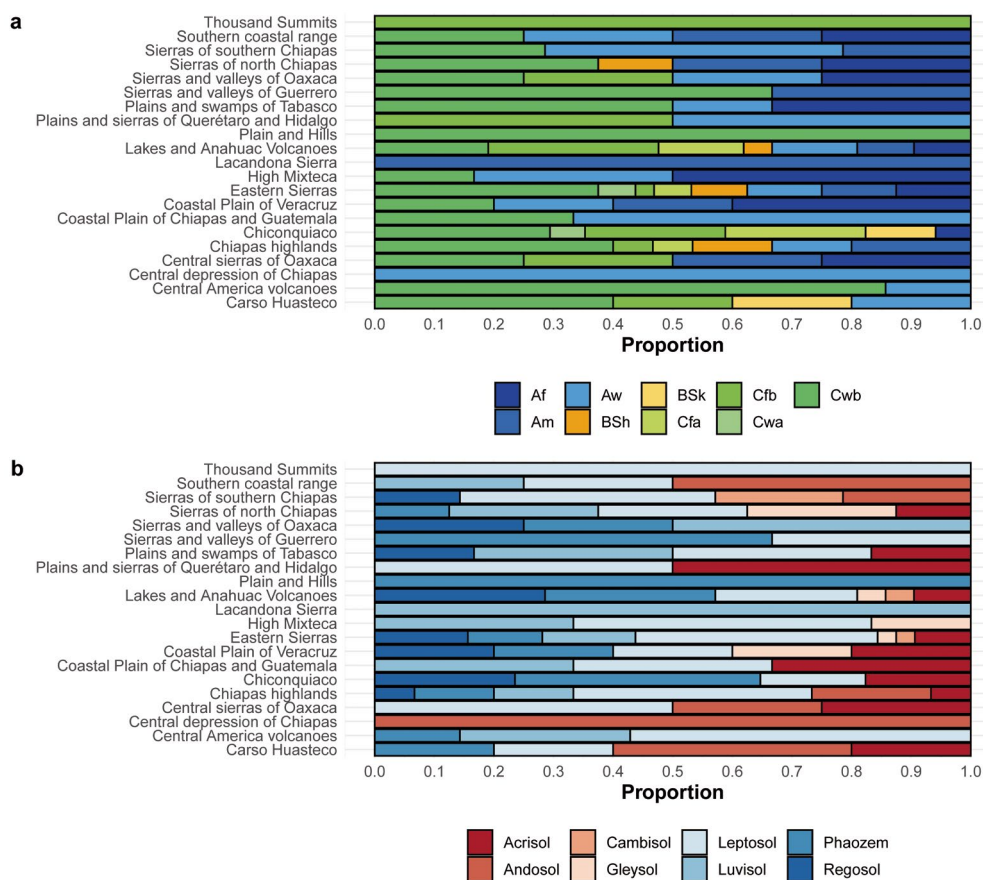 a
Thousand Summits
Southern coastal range
Sierras of southern Chiapas
Sierras of north Chiapas
Sierras and valleys of Oaxaca
Sierras and valleys of Guerrero
Plains and swamps of Tabasco
Plains and sierras of Querétaro and Hidalgo
Plain and Hills
Lakes and Anahuac Volcanoes
Lacandona Sierra
High Mixteca
Eastern Sierras
Coastal Plain of Veracruz
Coastal Plain of Chiapas and Guatemala
Chiconquiaco
Chiapas highlands
Central sierras of Oaxaca
Central depression of Chiapas
Central America volcanoes
Carso Huasteco
0.0 0.1 0.2 0.3 0.4 0.5 0.6 0.7 0.8 0.9 1.0
Proportion
Af Aw BSk Cfb Cwb
Am BSh Cfa Cwa
b
Thousand Summits
Southern coastal range
Sierras of southern Chiapas
Sierras of north Chiapas
Sierras and valleys of Oaxaca
Sierras and valleys of Guerrero
Plains and swamps of Tabasco
Plains and sierras of Querétaro and Hidalgo
Plain and Hills
Lakes and Anahuac Volcanoes
Lacandona Sierra
High Mixteca
Eastern Sierras
Coastal Plain of Veracruz
Coastal Plain of Chiapas and Guatemala
Chiconquiaco
Chiapas highlands
Central sierras of Oaxaca
Central depression of Chiapas
Central America volcanoes
Carso Huasteco
0.0 0.1 0.2 0.3 0.4 0.5 0.6 0.7 0.8 0.9 1.0
Proportion
Acrisol Cambisol Leptosol Phaozem
Andosol Gleysol Luvisol Regosol